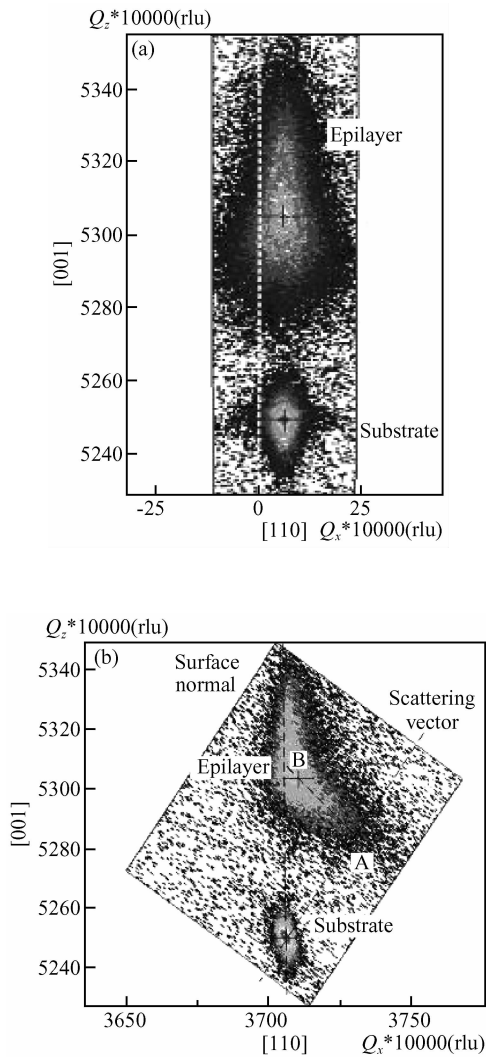 Qz*10000(rlu)
(a)
5340
Epilayer
5320
5300
[001]
5280
5260
Substrate
5240
-25 0 25
[110] Qx*10000(rlu)
Qz*10000(rlu)
(b)
5340
Surface
normal
Scattering
vector
5320
B
Epilayer
5300
[001]
5280
A
5260
Substrate
5240
3650 3700 3750
[110] Qx*10000(rlu)